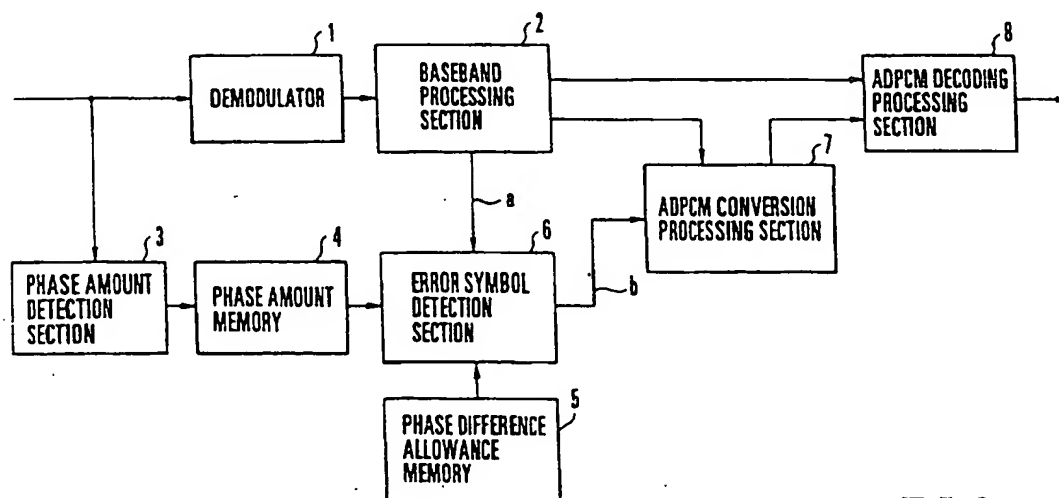 1
DEMODULATOR
2
BASEBAND
PROCESSING
SECTION
8
ADPCM DECODING
PROCESSING
SECTION
7
ADPCM CONVERSION
PROCESSING SECTION
a
b
3
PHASE AMOUNT
DETECTION
SECTION
4
PHASE AMOUNT
MEMORY
6
ERROR SYMBOL
DETECTION
SECTION
5
PHASE DIFFERENCE
ALLOWANCE
MEMORY